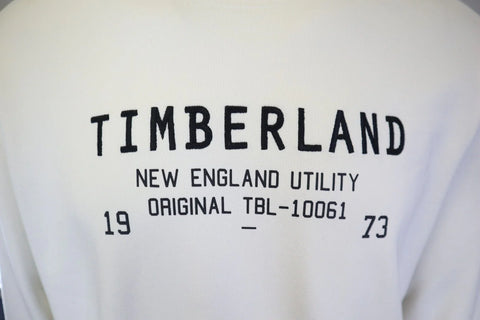 TIMBERLAND
NEW ENGLAND UTILITY
ORIGINAL TBL-10061
19 – 73